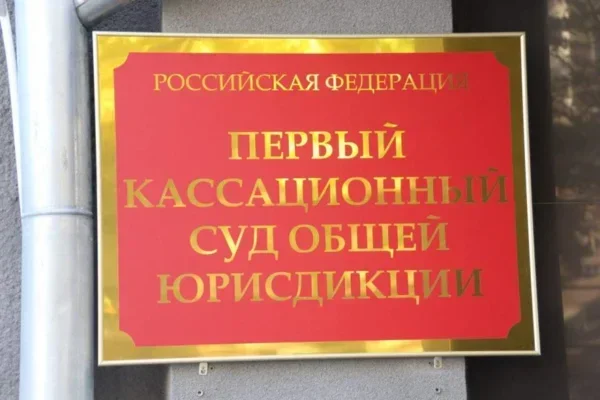 РОССИЙСКАЯ ФЕДЕРАЦИЯ
ПЕРВЫЙ
КАССАЦИОННЫЙ
СУД ОБЩЕЙ
ЮРИСДИКЦИИ